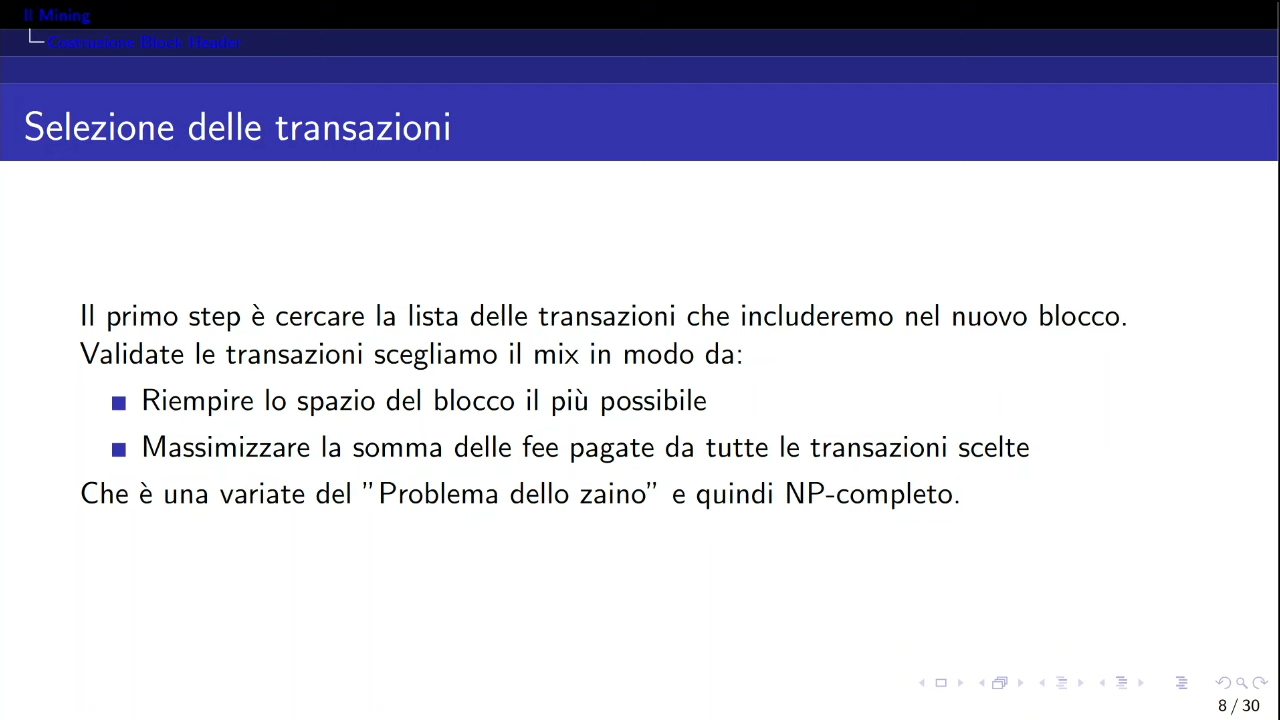 Il Mining
Costruzione Block Header
Selezione delle transazioni
Il primo step è cercare la lista delle transazioni che includeremo nel nuovo blocco.
Validate le transazioni scegliamo il mix in modo da:
Riempire lo spazio del blocco il più possibile
Massimizzare la somma delle fee pagate da tutte le transazioni scelte
Che è una variate del ”Problema dello zaino” e quindi NP-completo.
8 / 30